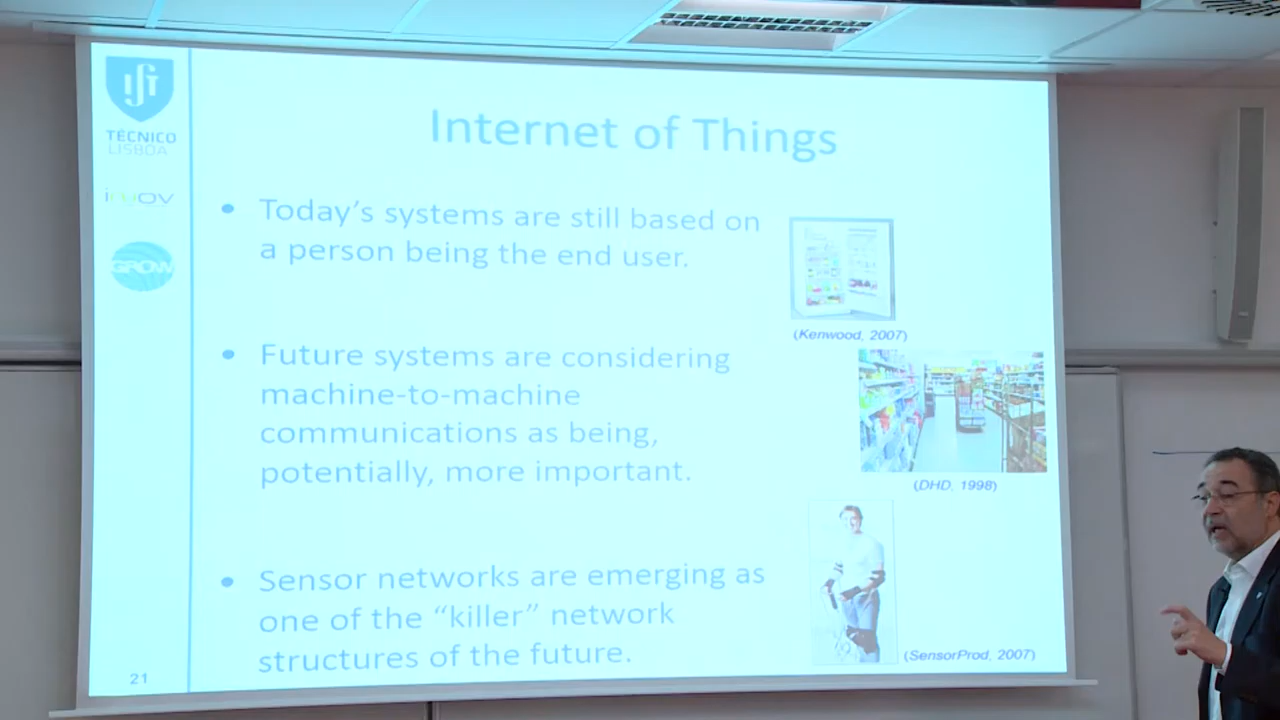 TÉCNICO
LISBOA
inov
GROW
Internet of Things
• Today's systems are still based on
a person being the end user.
(Kenwood, 2007)
• Future systems are considering
machine-to-machine
communications as being,
potentially, more important.
(DHD, 1998)
• Sensor networks are emerging as
one of the “killer” network
structures of the future.
(SensorProd, 2007)
21